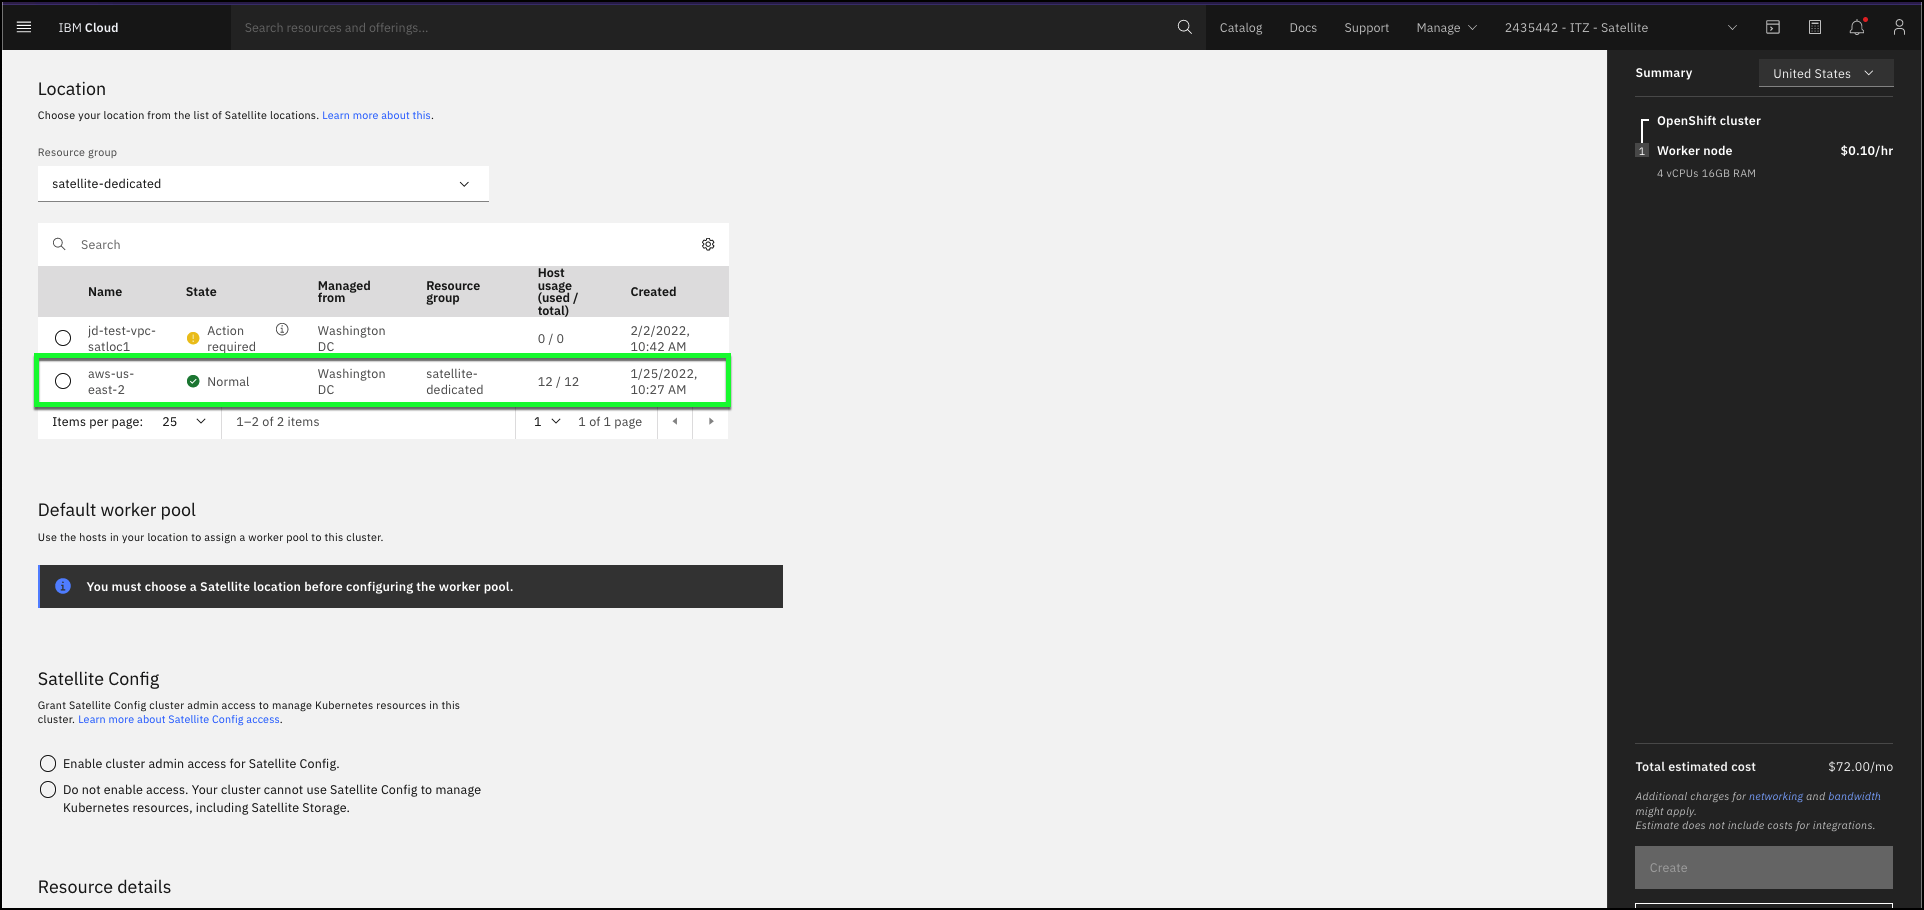 IBM Cloud
Search resources and offerings...
Catalog
Docs
Support
Manage
2435442 - ITZ - Satellite
Location
Choose your location from the list of Satellite locations. Learn more about this.
Resource group
satellite-dedicated
Search
Name
State
Managed
from
Resource
group
Host
usage
(used /
total)
Created
jd-test-vpc-
satloc1
Action
required
Washington
DC
0 / 0
2/2/2022,
10:42 AM
aws-us-
east-2
Normal
Washington
DC
satellite-
dedicated
12 / 12
1/25/2022,
10:27 AM
Items per page: 25
1–2 of 2 items
1
1 of 1 page
Default worker pool
Use the hosts in your location to assign a worker pool to this cluster.
You must choose a Satellite location before configuring the worker pool.
Satellite Config
Grant Satellite Config cluster admin access to manage Kubernetes resources in this
cluster. Learn more about Satellite Config access.
Enable cluster admin access for Satellite Config.
Do not enable access. Your cluster cannot use Satellite Config to manage
Kubernetes resources, including Satellite Storage.
Resource details
Summary
United States
OpenShift cluster
1
Worker node
$0.10/hr
4 vCPUs 16GB RAM
Total estimated cost
$72.00/mo
Additional charges for networking and bandwidth
might apply.
Estimate does not include costs for integrations.
Create